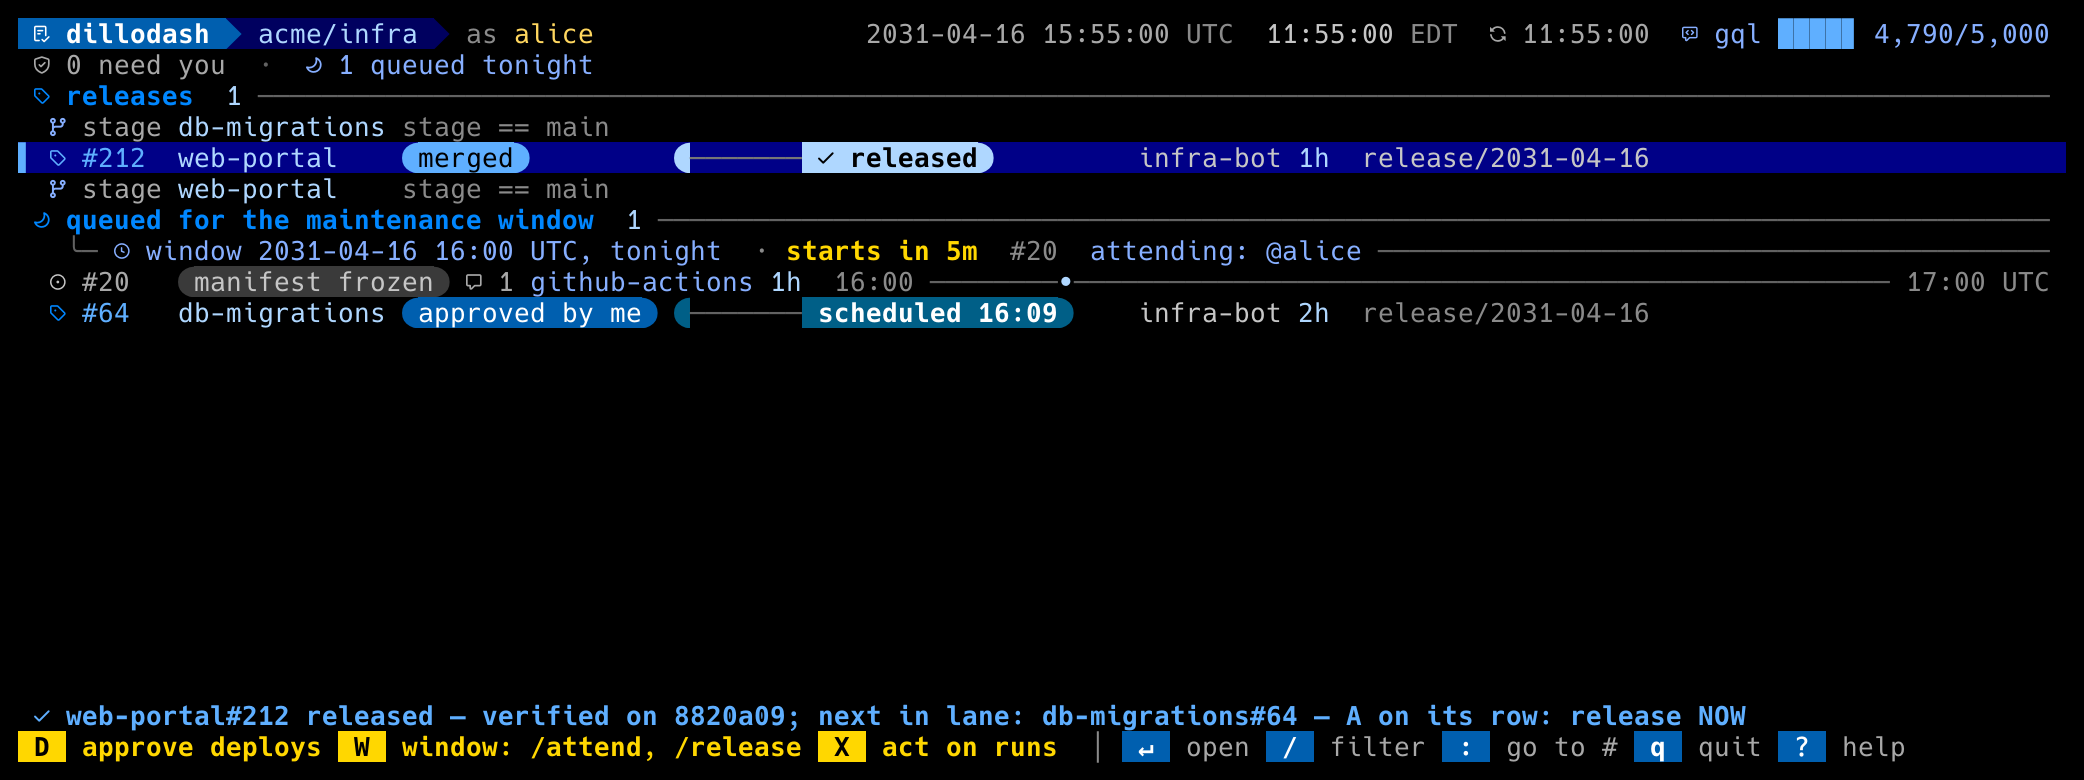 dillodash acme/infra as alice 2031-04-16 15:55:00 UTC 11:55:00 EDT 11:55:00 gql 4,790/5,000
0 need you · 1 queued tonight
releases 1
stage db-migrations stage == main
#212 web-portal merged ✓ released infra-bot 1h release/2031-04-16
stage web-portal stage == main
queued for the maintenance window 1
window 2031-04-16 16:00 UTC, tonight · starts in 5m #20 attending: @alice
#20 manifest frozen 1 github-actions 1h 16:00 17:00 UTC
#64 db-migrations approved by me scheduled 16:09 infra-bot 2h release/2031-04-16
✓ web-portal#212 released — verified on 8820a09; next in lane: db-migrations#64 — A on its row: release NOW
D approve deploys W window: /attend, /release X act on runs │ ↵ open / filter : go to # q quit ? help